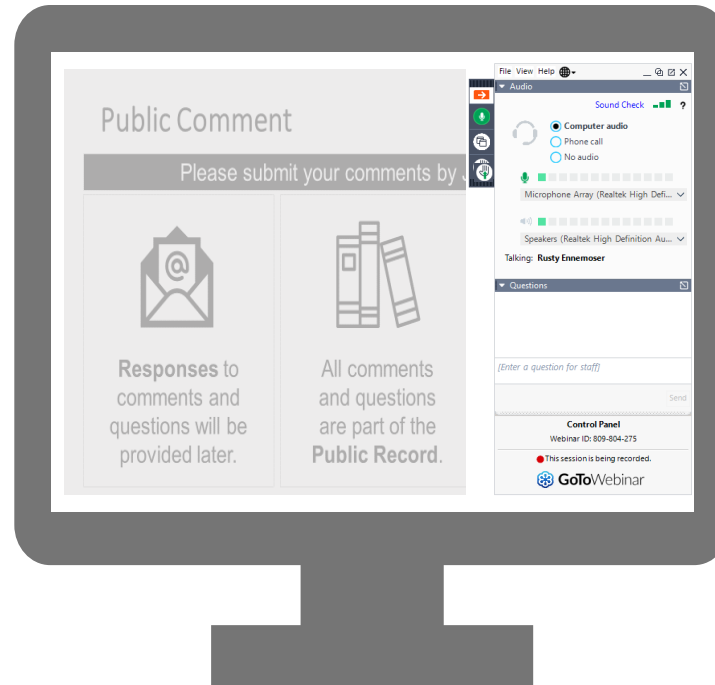 Public Comment
Please submit your comments by
@
Responses to
comments and
questions will be
provided later.
All comments
and questions
are part of the
Public Record.
File View Help
Audio
Sound Check
?
Computer audio
Phone call
No audio
Microphone Array (Realtek High Defi...
Speakers (Realtek High Definition Au...
Talking: Rusty Ennemoser
Questions
[Enter a question for staff]
Send
Control Panel
Webinar ID: 809-804-275
This session is being recorded.
GoToWebinar